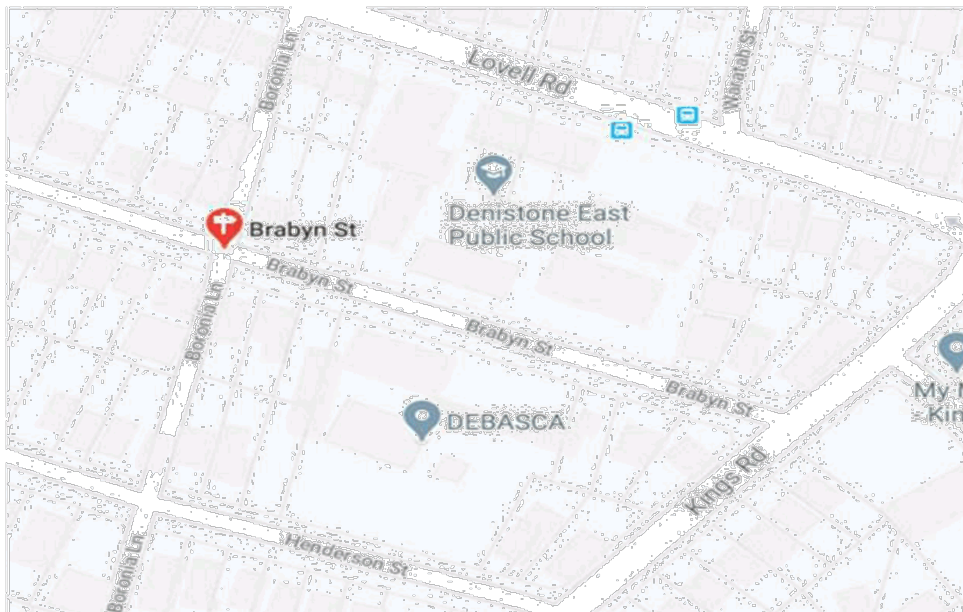 Boronia Ln
Lovell Rd
Waratah St
Denistone East
Public School
Brabyn St
Brabyn St
Boronia Ln
Brabyn St
Brabyn St
My
DEBASCA
Kings Rd
Henderson St
Boronia Ln